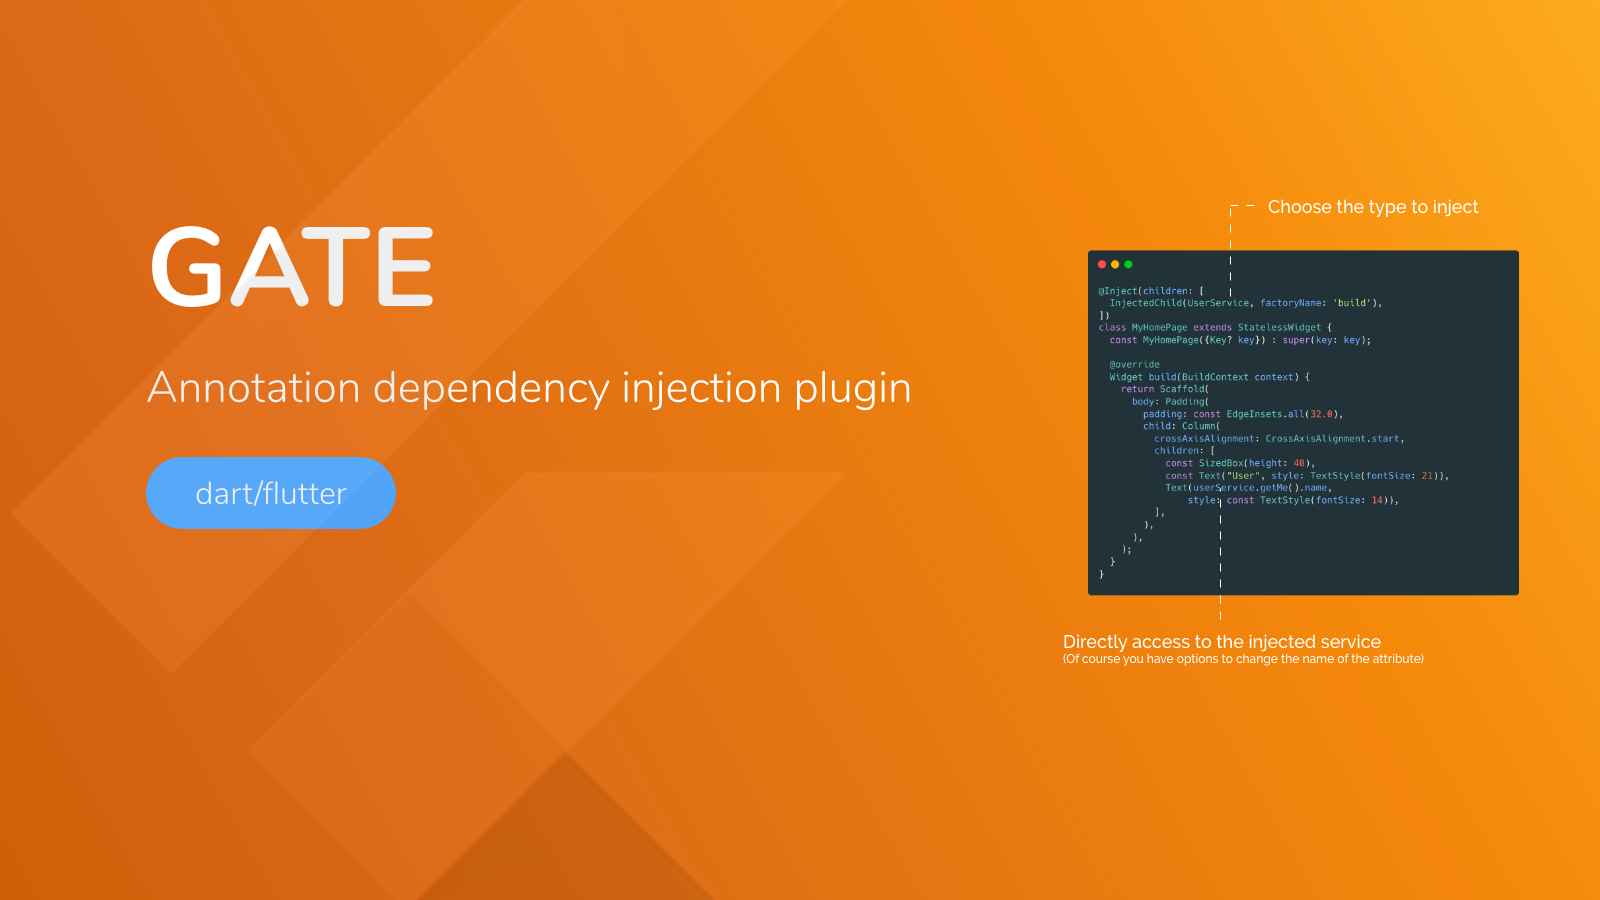 GATE
Annotation dependency injection plugin
dart/flutter
Choose the type to inject
@Inject(children: [
  InjectedChild(UserService, factoryName: 'build'),
])
class MyHomePage extends StatelessWidget {
  const MyHomePage({Key? key}) : super(key: key);

  @override
  Widget build(BuildContext context) {
    return Scaffold(
      body: Padding(
        padding: const EdgeInsets.all(32.0),
        child: Column(
          crossAxisAlignment: CrossAxisAlignment.start,
          children: [
            const SizedBox(height: 40),
            const Text("User", style: TextStyle(fontSize: 21)),
            Text(userService.getMe().name,
                style: const TextStyle(fontSize: 14)),
          ],
        ),
      ),
    );
  }
}
Directly access to the injected service
(Of course you have options to change the name of the attribute)